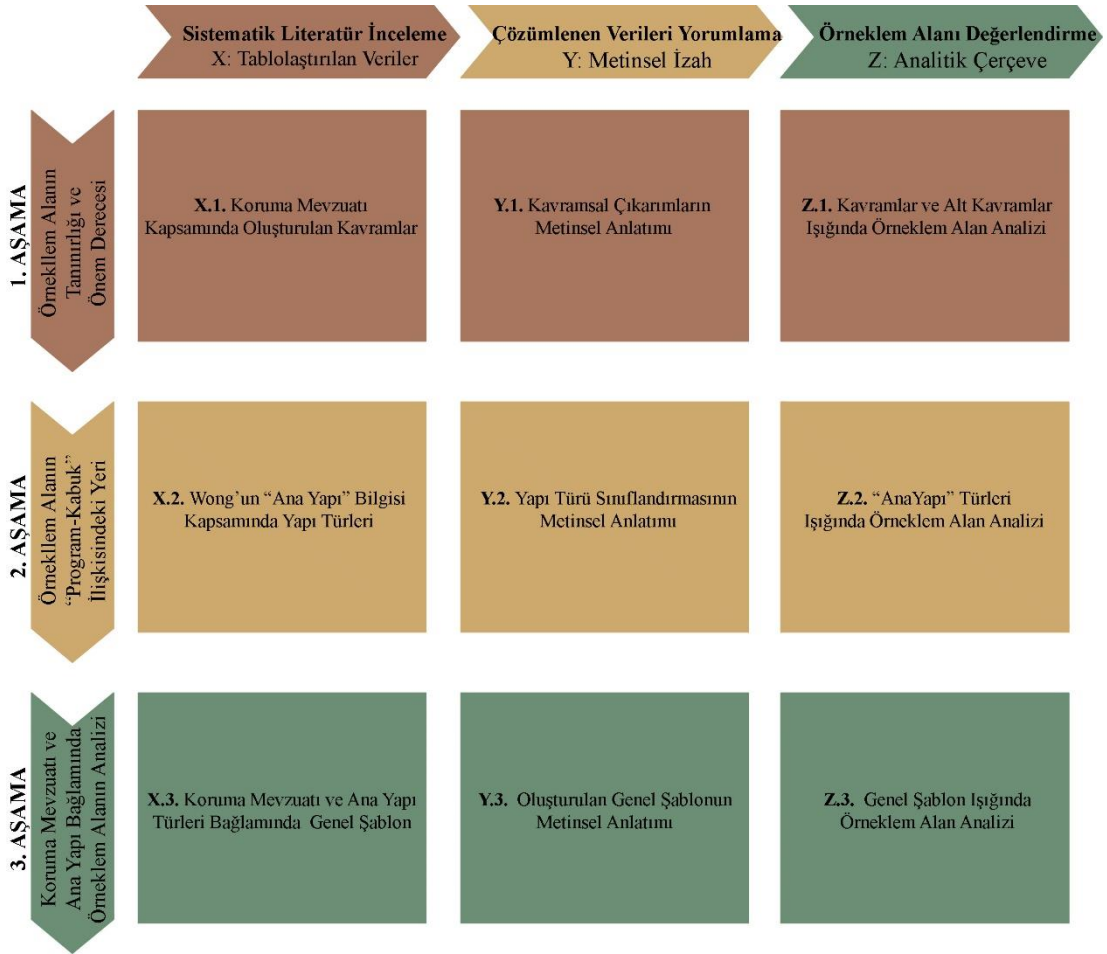 Sistematik Literatür İnceleme
X: Tablolaştırılan Veriler
Çözümlenen Verileri Yorumlama
Y: Metinsel İzah
Örneklem Alanı Değerlendirme
Z: Analitik Çerçeve
1. AŞAMA
Örnekllem Alanın
Tanınırlığı ve
Önem Derecesi
X.1. Koruma Mevzuatı
Kapsamında Oluşturulan Kavramlar
Y.1. Kavramsal Çıkarımların
Metinsel Anlatımı
Z.1. Kavramlar ve Alt Kavramlar
Işığında Örneklem Alan Analizi
2. AŞAMA
Örnekllem Alanın
“Program-Kabuk”
İlişkisindeki Yeri
X.2. Wong’un “Ana Yapı” Bilgisi
Kapsamında Yapı Türleri
Y.2. Yapı Türü Sınıflandırmasının
Metinsel Anlatımı
Z.2. “AnaYapı” Türleri
Işığında Örneklem Alan Analizi
3. AŞAMA
Koruma Mevzuatı ve
Ana Yapı Bağlamında
Örneklem Alanın Analizi
X.3. Koruma Mevzuatı ve Ana Yapı
Türleri Bağlamında Genel Şablon
Y.3. Oluşturulan Genel Şablonun
Metinsel Anlatımı
Z.3. Genel Şablon Işığında
Örneklem Alan Analizi